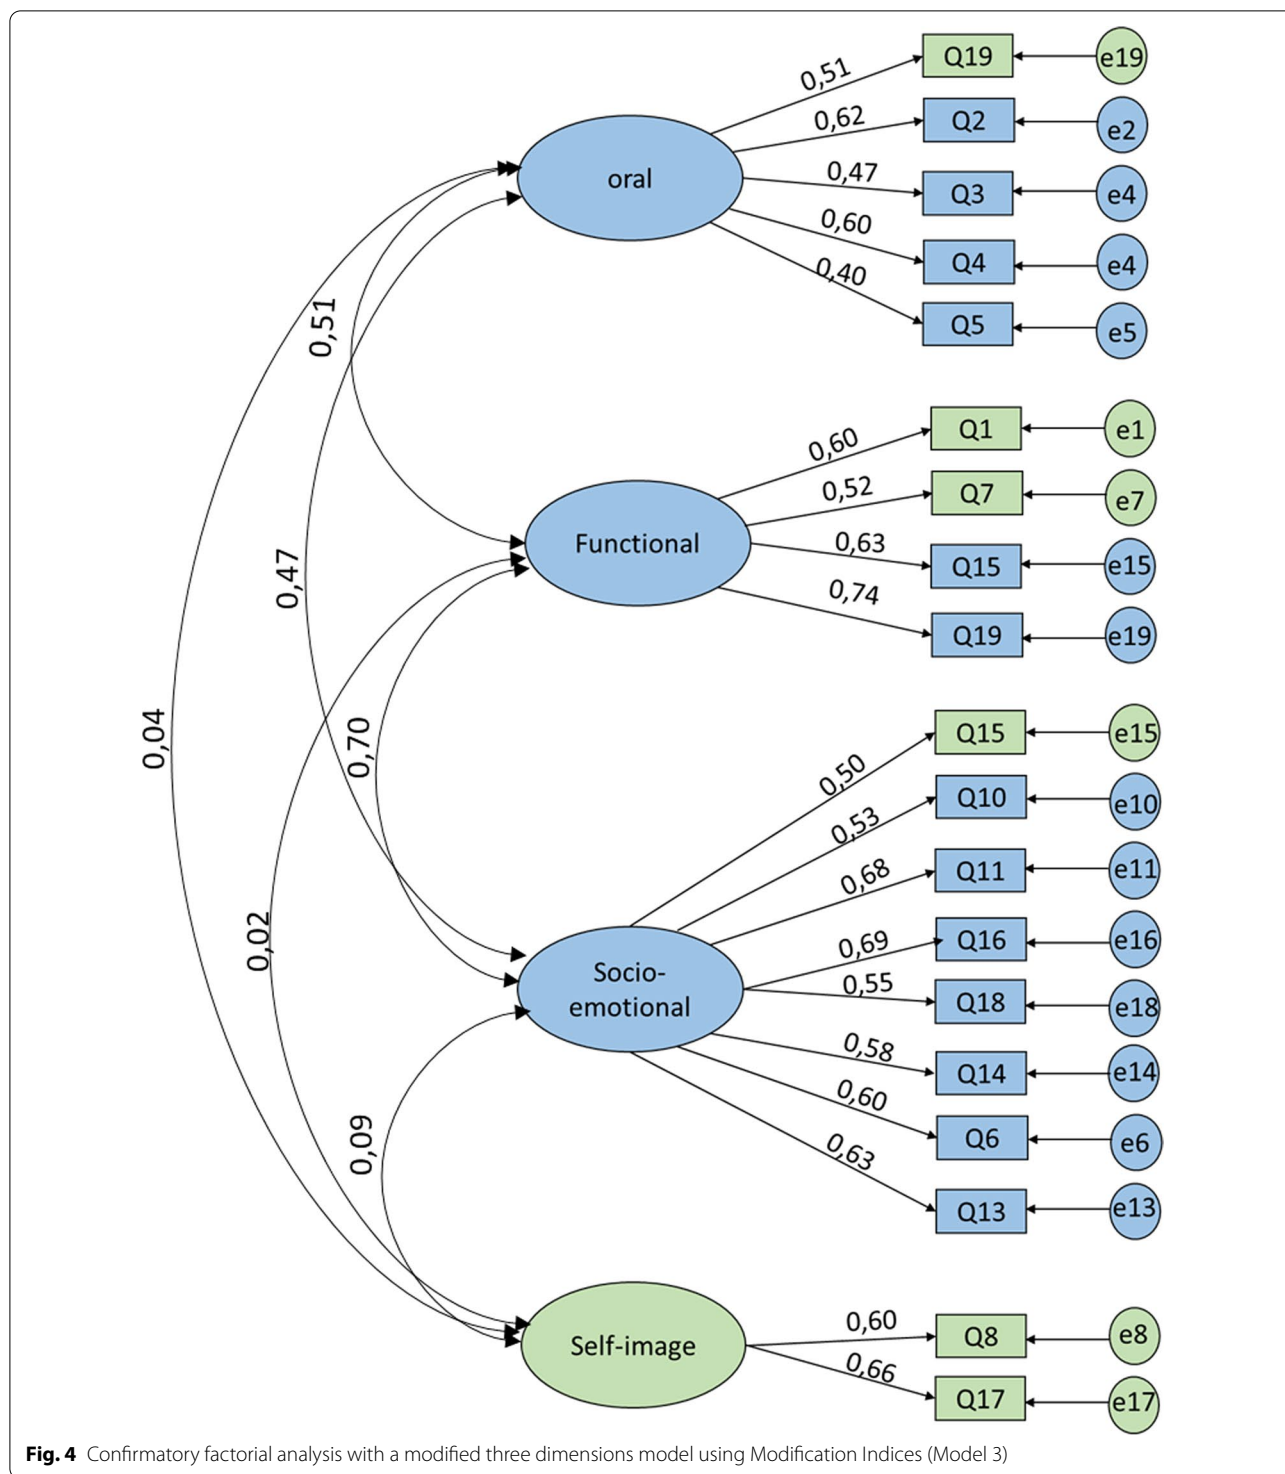 0,51
Q19
e19
0,62
Q2
e2
oral
0,47
Q3
e4
0,60
Q4
e4
0,40
Q5
e5
0,51
0,60
Q1
e1
0,52
Q7
e7
Functional
0,63
Q15
e15
0,74
Q19
e19
0,47
0,04
0,70
0,02
0,50
Q15
e15
0,53
Q10
e10
0,68
Q11
e11
Socio-
emotional
0,69
Q16
e16
0,55
Q18
e18
0,58
Q14
e14
0,60
Q6
e6
0,63
Q13
e13
0,09
Self-image
0,60
Q8
e8
0,66
Q17
e17
Fig. 4 Confirmatory factorial analysis with a modified three dimensions model using Modification Indices (Model 3)